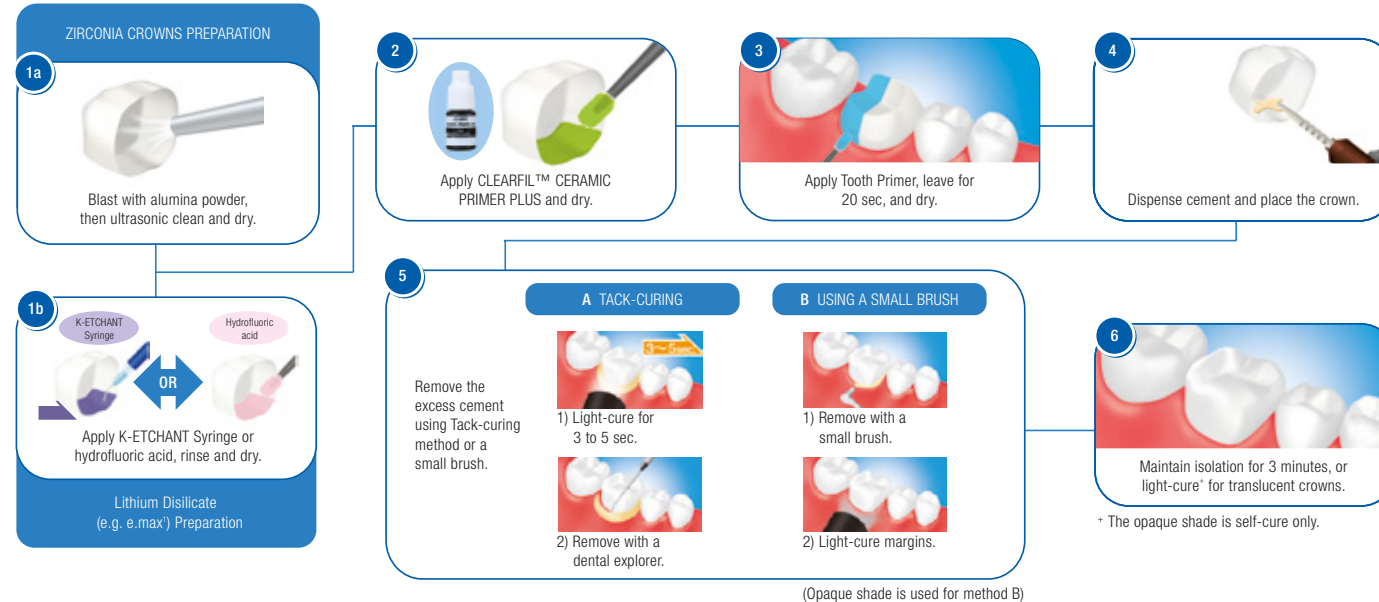 ZIRCONIA CROWNS PREPARATION
1a
Blast with alumina powder,
then ultrasonic clean and dry.
1b
K-ETCHANT
Syringe
OR
Hydrofluoric
acid
Apply K-ETCHANT Syringe or
hydrofluoric acid, rinse and dry.
Lithium Disilicate
(e.g. e.max') Preparation
2
Apply CLEARFIL™ CERAMIC
PRIMER PLUS and dry.
3
Apply Tooth Primer, leave for
20 sec, and dry.
4
Dispense cement and place the crown.
5
Remove the
excess cement
using Tack-curing
method or a
small brush.
A TACK-CURING
3~5sec.
1) Light-cure for
3 to 5 sec.
2) Remove with a
dental explorer.
B USING A SMALL BRUSH
1) Remove with a
small brush.
2) Light-cure margins.
(Opaque shade is used for method B)
6
Maintain isolation for 3 minutes, or
light-cure⁺ for translucent crowns.
⁺ The opaque shade is self-cure only.